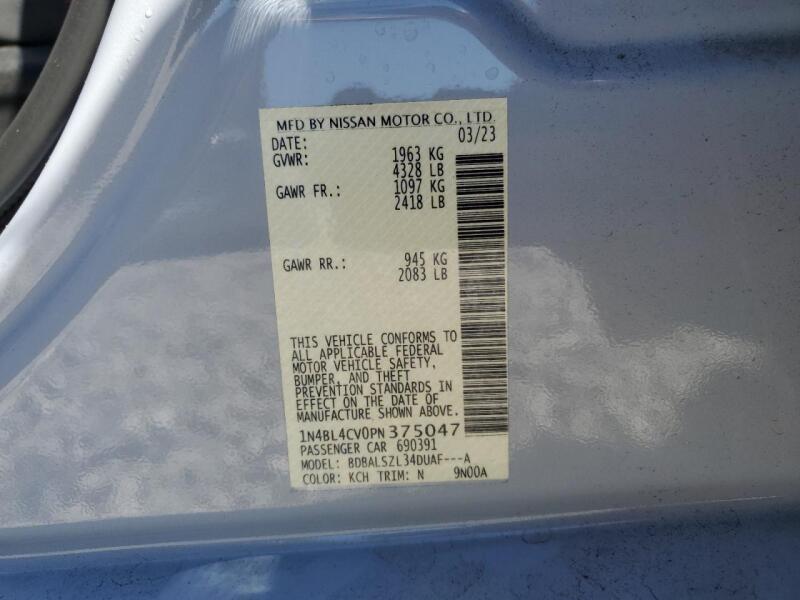 MFD BY NISSAN MOTOR CO., LTD.
DATE: 03/23
GVWR: 1963 KG
4328 LB
GAWR FR.: 1097 KG
2418 LB
GAWR RR.: 945 KG
2083 LB
THIS VEHICLE CONFORMS TO
ALL APPLICABLE FEDERAL
MOTOR VEHICLE SAFETY,
BUMPER, AND THEFT
PREVENTION STANDARDS IN
EFFECT ON THE DATE OF
MANUFACTURE SHOWN ABOVE.
1N4BL4CV0PN375047
PASSENGER CAR 690391
MODEL: BDBALSZL34DUAF---A
COLOR: KCH TRIM: N 9N00A